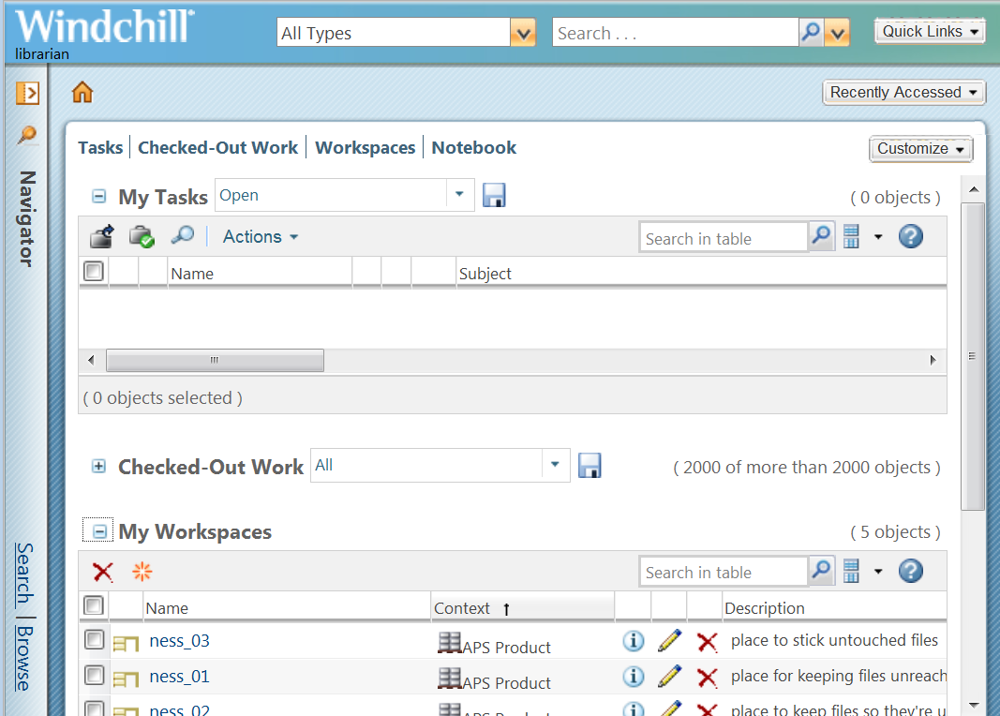 Windchill®
librarian
All Types
Search . . .
Quick Links
Recently Accessed
Navigator
Search | Browse
Tasks | Checked-Out Work | Workspaces | Notebook
Customize
My Tasks Open ( 0 objects )
Actions Search in table
Name Subject
( 0 objects selected )
Checked-Out Work All ( 2000 of more than 2000 objects )
My Workspaces ( 5 objects )
Search in table
Name Context ↑ Description
ness_03 APS Product place to stick untouched files
ness_01 APS Product place for keeping files unreach
ness_02 APS Product place to keep files so they're u